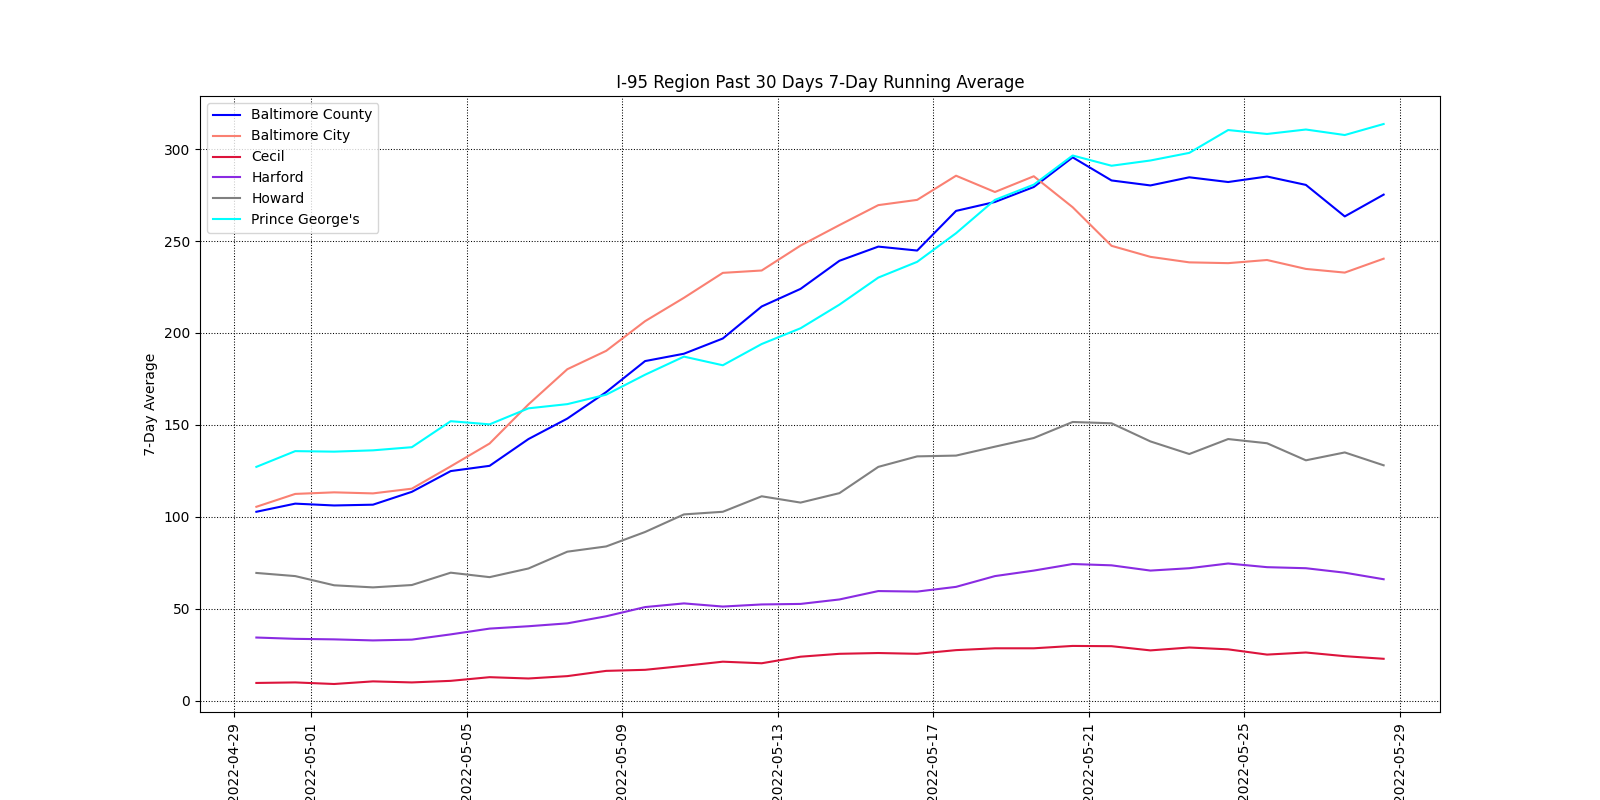 I-95 Region Past 30 Days 7-Day Running Average
Baltimore County
Baltimore City
Cecil
Harford
Howard
Prince George's
300
250
200
150
100
50
0
7-Day Average
2022-04-29
2022-05-01
2022-05-05
2022-05-09
2022-05-13
2022-05-17
2022-05-21
2022-05-25
2022-05-29